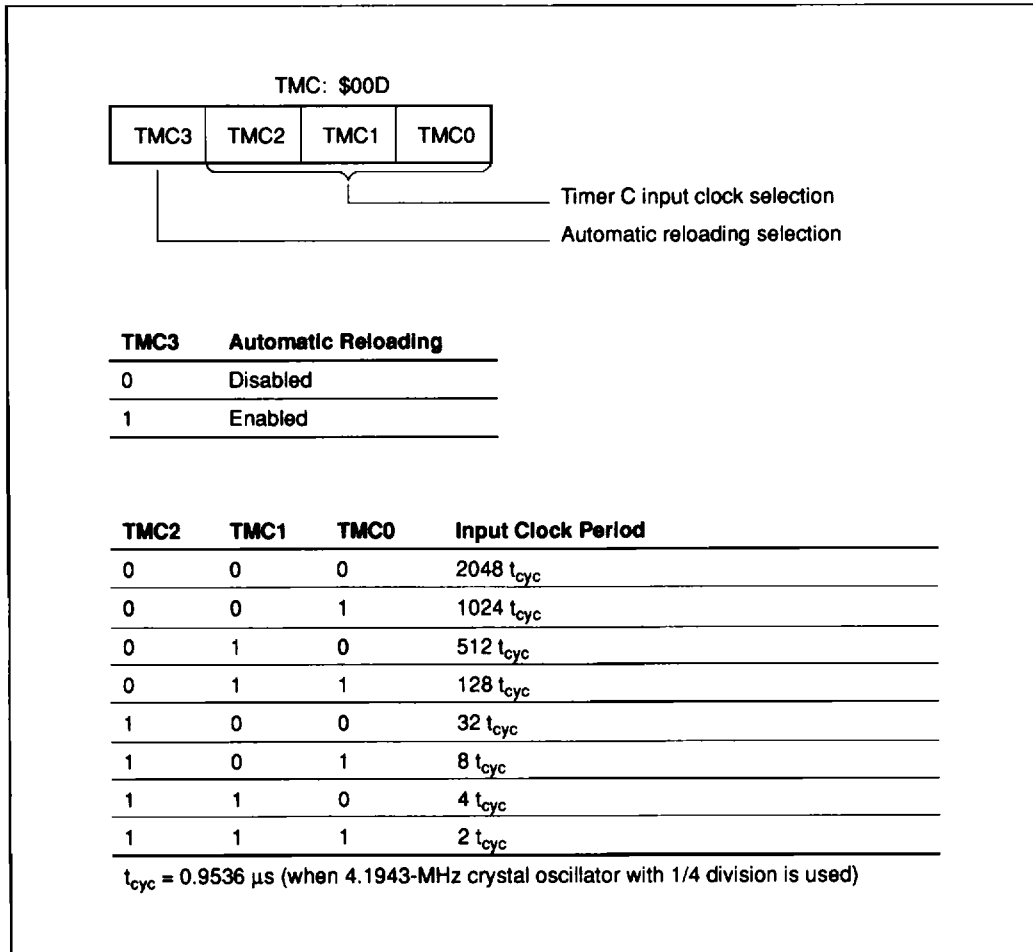 TMC: $00D
TMC3 TMC2 TMC1 TMC0
Timer C input clock selection
Automatic reloading selection
TMC3 Automatic Reloading
0 Disabled
1 Enabled
TMC2 TMC1 TMC0 Input Clock Period
0 0 0 2048 tcyc
0 0 1 1024 tcyc
0 1 0 512 tcyc
0 1 1 128 tcyc
1 0 0 32 tcyc
1 0 1 8 tcyc
1 1 0 4 tcyc
1 1 1 2 tcyc
tcyc = 0.9536 µs (when 4.1943-MHz crystal oscillator with 1/4 division is used)